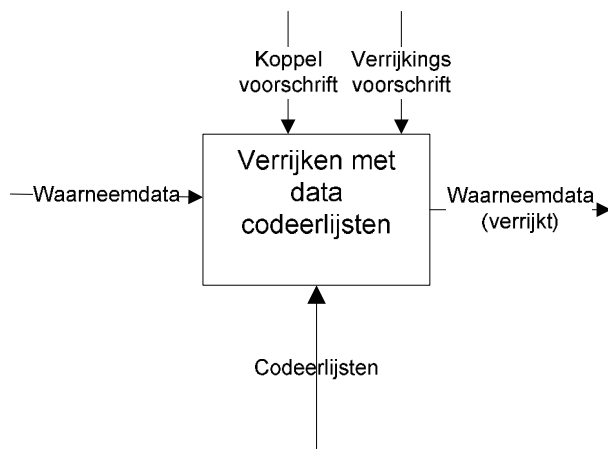 Koppel
voorschrift
Verrijkings
voorschrift
Verrijken met
data
codeerlijsten
Waarneemdata
Waarneemdata
(verrijkt)
Codeerlijsten